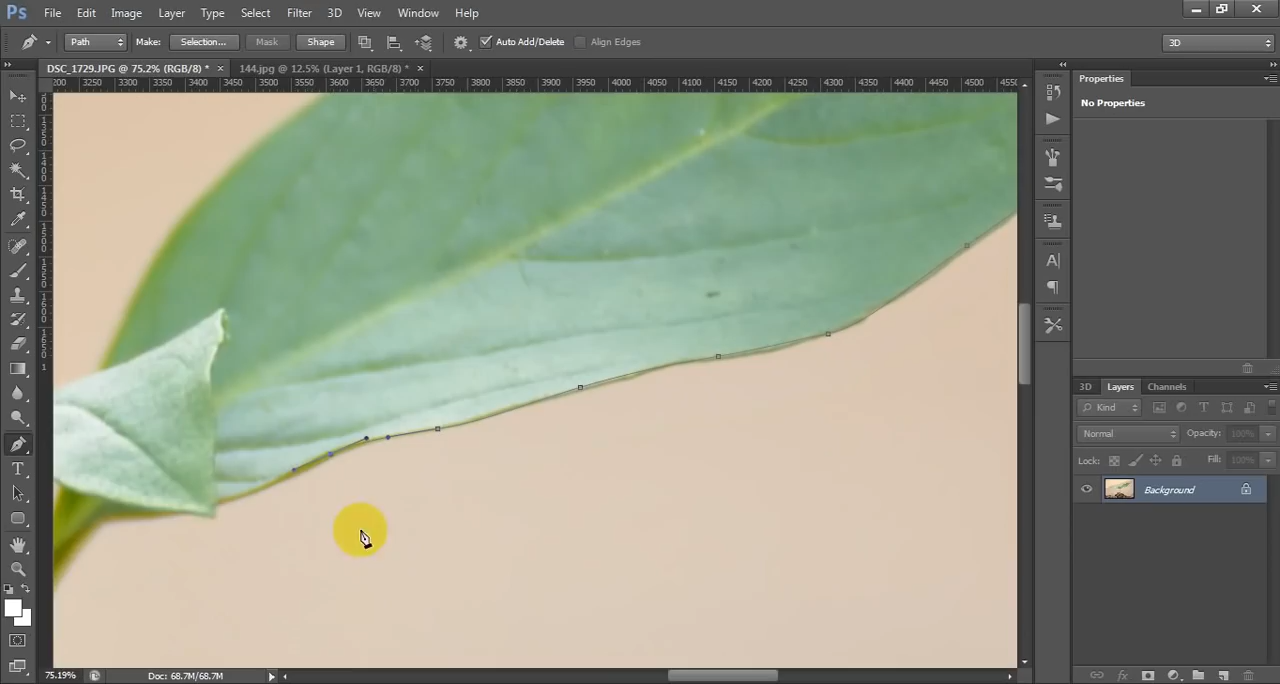 Ps File Edit Image Layer Type Select Filter 3D View Window Help
Path Make: Selection... Mask Shape Auto Add/Delete Align Edges 3D
DSC_1729.JPG @ 75.2% (RGB/8) * × 144.jpg @ 12.5% (Layer 1, RGB/8) * ×
200 3250 3300 3350 3400 3450 3500 3550 3600 3650 3700 3750 3800 3850 3900 3950 4000 4050 4100 4150 4200 4250 4300 4350 4400 4450 4500 4550
Properties
No Properties
3D Layers Channels
Kind
Normal Opacity: 100%
Lock: Fill: 100%
Background
75.19% Doc: 68.7M/68.7M